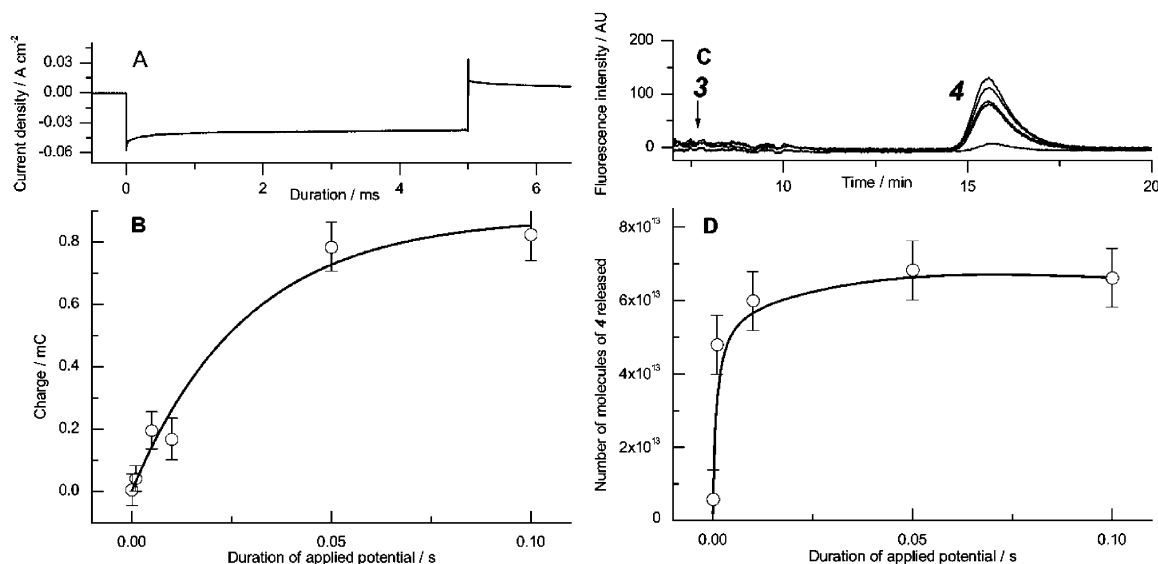 A
Current density / A cm-2
0.03
0.00
-0.03
-0.06
0
2
4
6
Duration / ms
B
Charge / mC
0.8
0.6
0.4
0.2
0.0
0.00
0.05
0.10
Duration of applied potential / s
C
3
4
Fluorescence intensity / AU
200
100
0
10
15
20
Time / min
D
Number of molecules of 4 released
8x10^13
6x10^13
4x10^13
2x10^13
0
0.00
0.05
0.10
Duration of applied potential / s